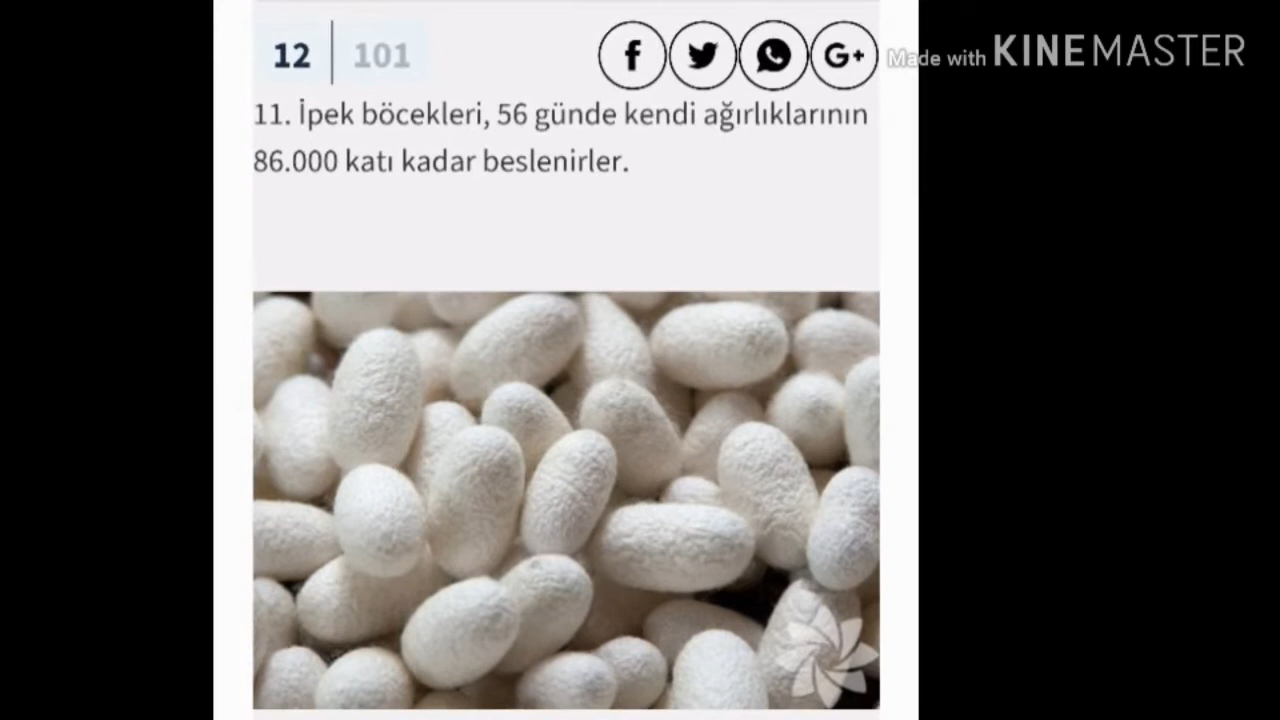 12 101
f G+ Made with KINEMASTER
11. İpek böcekleri, 56 günde kendi ağırlıklarının
86.000 katı kadar beslenirler.